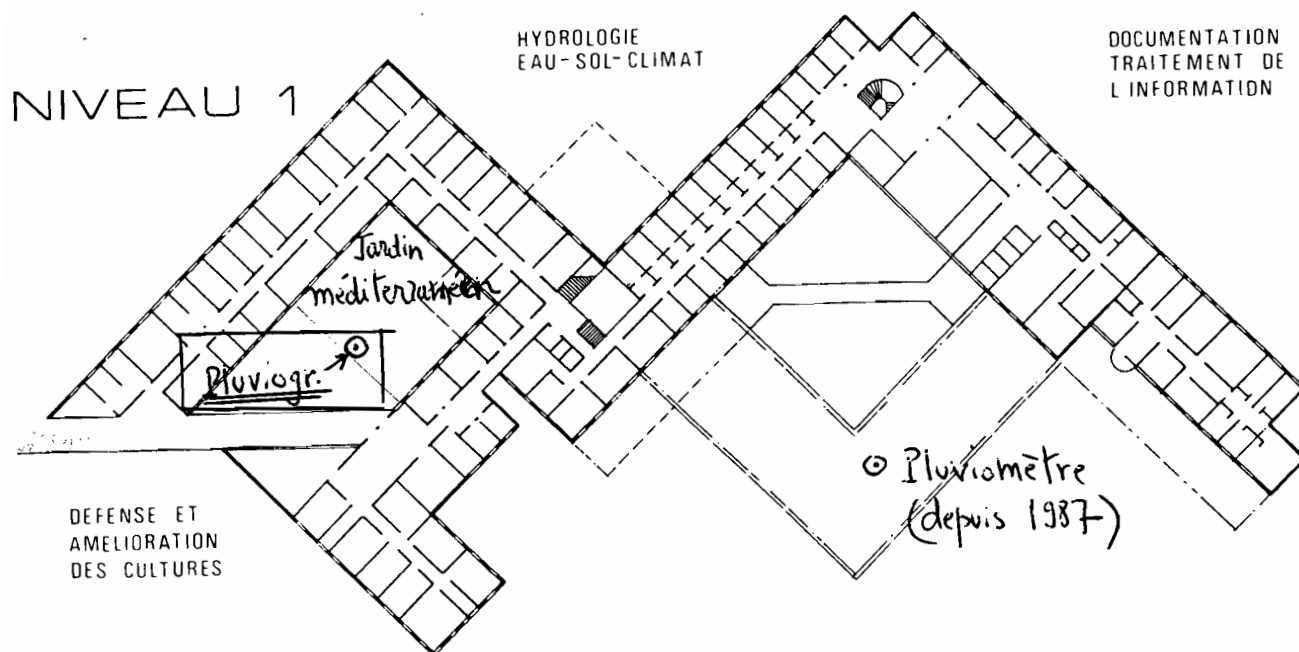 HYDROLOGIE
EAU-SOL-CLIMAT
DOCUMENTATION
TRAITEMENT DE
L INFORMATION
NIVEAU 1
Jardin
méditerranéen
Pluviogr.
Pluviomètre
(depuis 1987)
DEFENSE ET
AMELIORATION
DES CULTURES